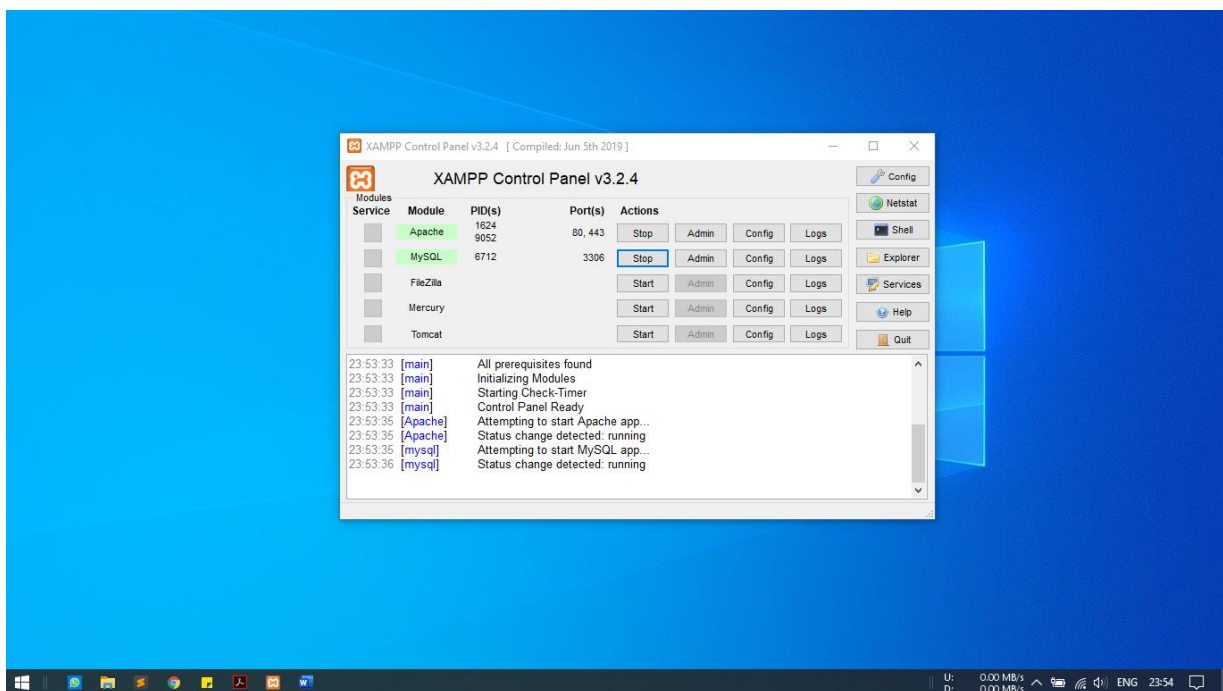 XAMPP Control Panel v3.2.4 [ Compiled: Jun 5th 2019 ]
XAMPP Control Panel v3.2.4
Config
Modules
Netstat
Service Module PID(s) Port(s) Actions
Apache 1624 9052 80, 443 Stop Admin Config Logs
Shell
MySQL 6712 3306 Stop Admin Config Logs
Explorer
FileZilla Start Admin Config Logs
Services
Mercury Start Admin Config Logs
Help
Tomcat Start Admin Config Logs
Quit
23:53:33 [main] All prerequisites found
23:53:33 [main] Initializing Modules
23:53:33 [main] Starting Check-Timer
23:53:33 [main] Control Panel Ready
23:53:35 [Apache] Attempting to start Apache app...
23:53:35 [Apache] Status change detected: running
23:53:35 [mysql] Attempting to start MySQL app...
23:53:36 [mysql] Status change detected: running
U: 0.00 MB/s
D: 0.00 MB/s
ENG 23:54